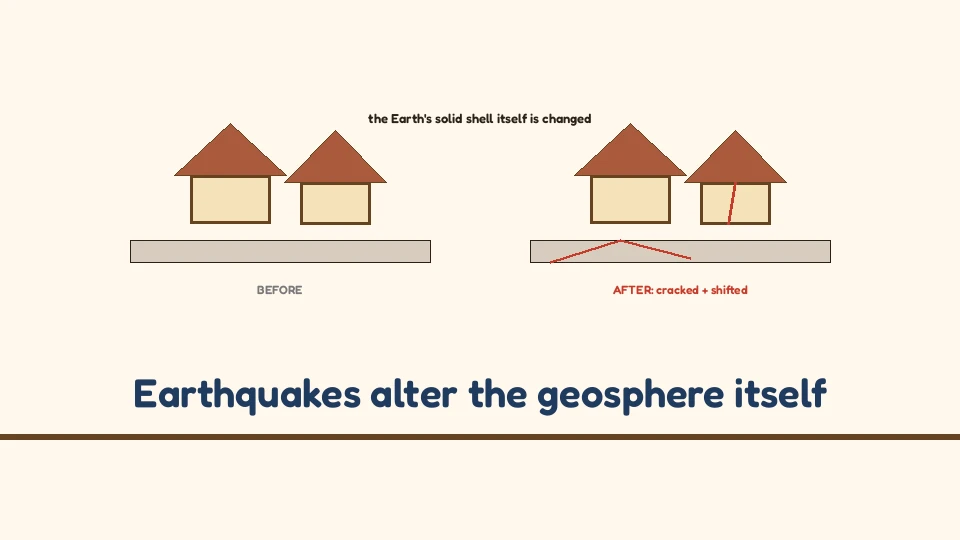 the Earth's solid shell itself is changed
BEFORE
AFTER: cracked + shifted
Earthquakes alter the geosphere itself